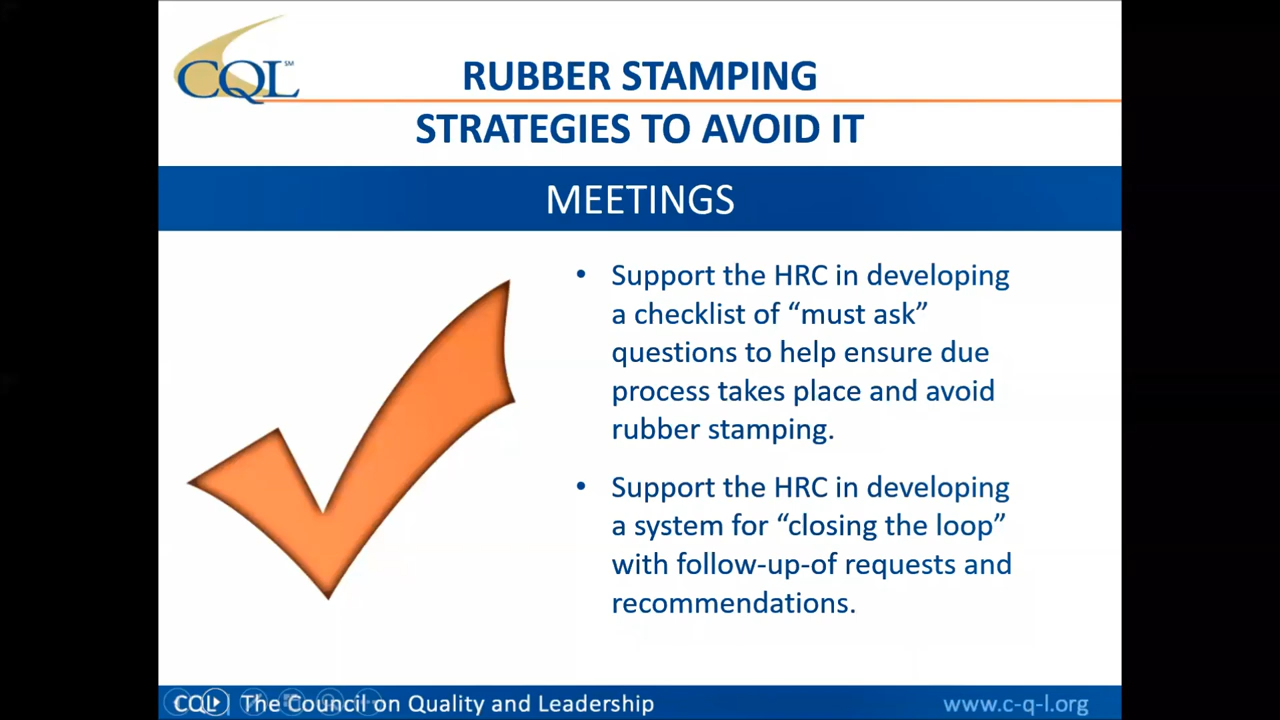 CQL SM
RUBBER STAMPING
STRATEGIES TO AVOID IT
MEETINGS
• Support the HRC in developing
a checklist of “must ask”
questions to help ensure due
process takes place and avoid
rubber stamping.
• Support the HRC in developing
a system for “closing the loop”
with follow-up-of requests and
recommendations.
CQL | The Council on Quality and Leadership
www.c-q-l.org